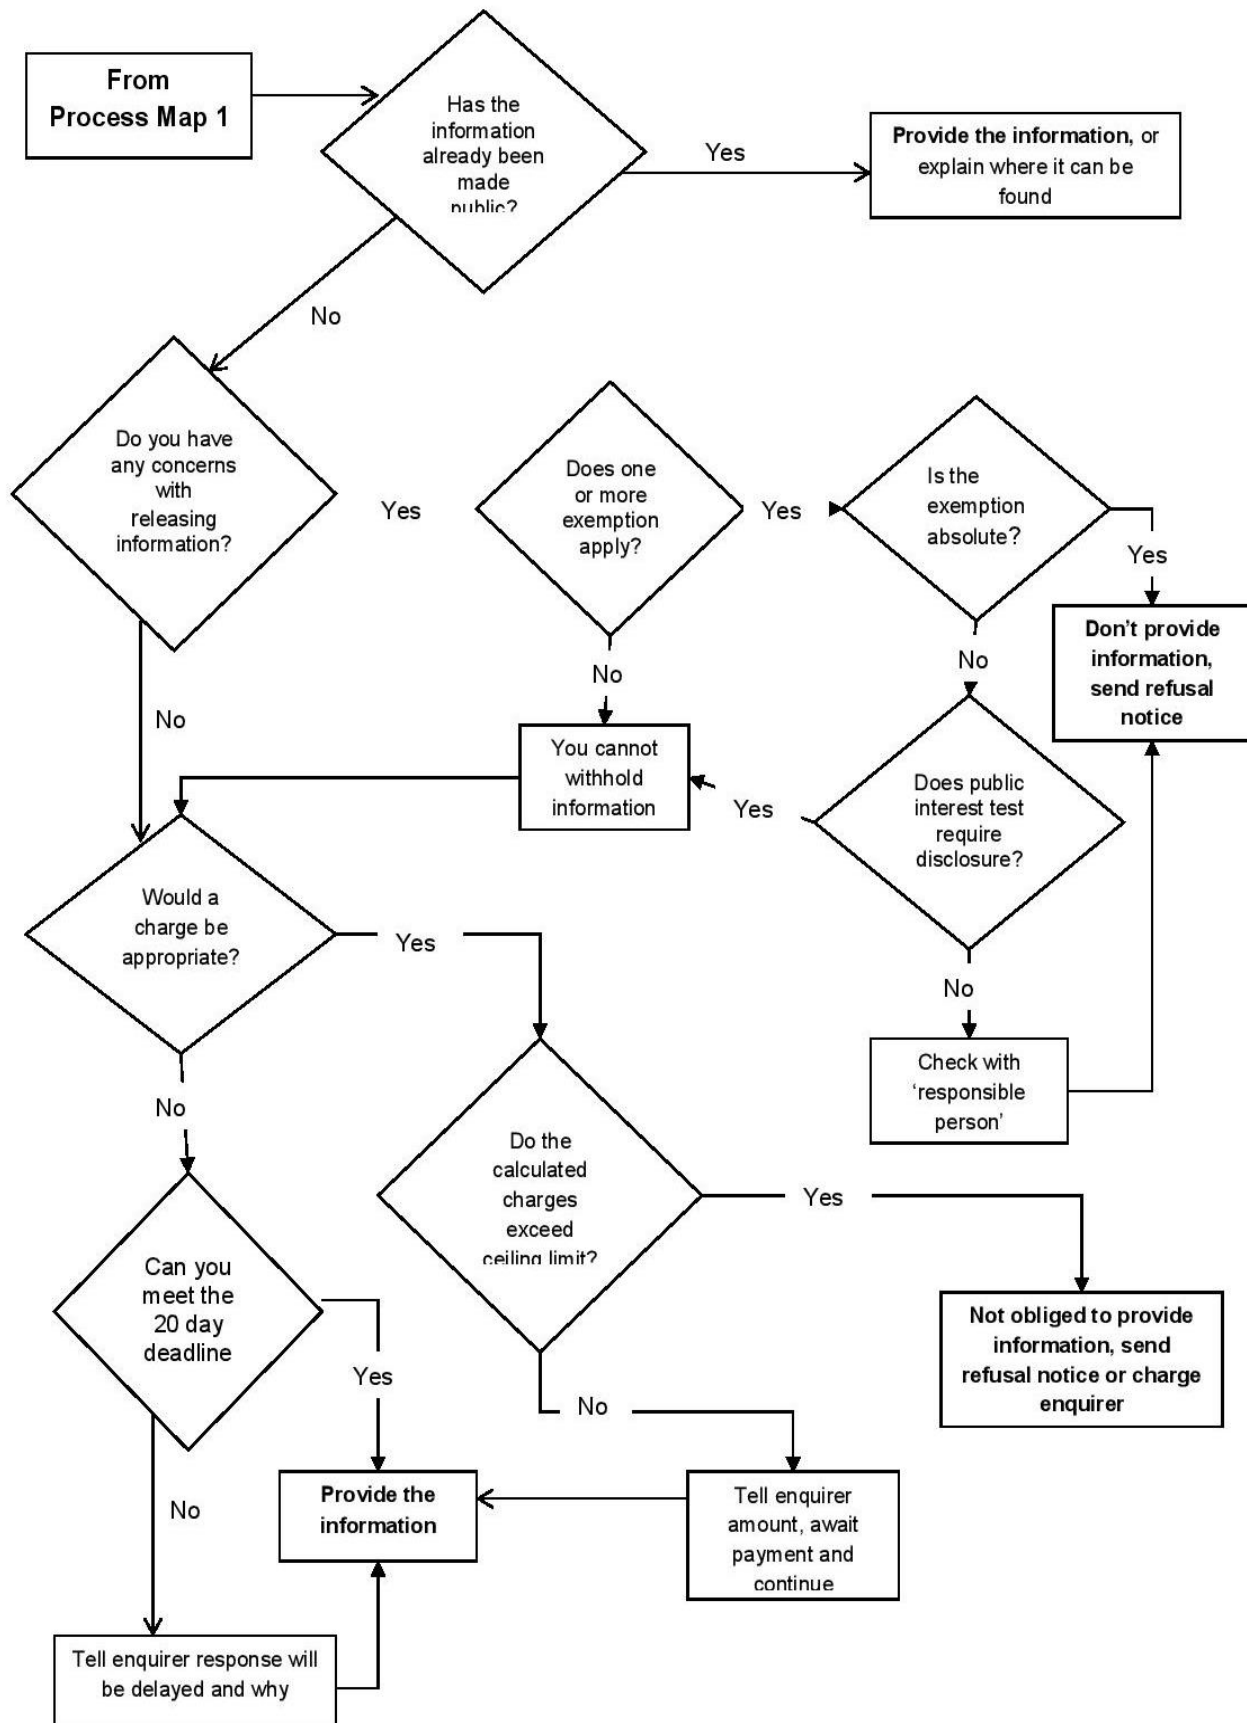 From
Process Map 1
Has the
information
already been
made
public?
Yes
Provide the information, or
explain where it can be
found
No
Do you have
any concerns
with
releasing
information?
Yes
Does one
or more
exemption
apply?
Yes
Is the
exemption
absolute?
Yes
Don't provide
information,
send refusal
notice
No
No
No
You cannot
withhold
information
Yes
Does public
interest test
require
disclosure?
Would a
charge be
appropriate?
Yes
No
Check with
‘responsible
person’
No
Do the
calculated
charges
exceed
ceiling limit?
Yes
Not obliged to provide
information, send
refusal notice or charge
enquirer
Can you
meet the
20 day
deadline
Yes
No
No
Provide the
information
Tell enquirer
amount, await
payment and
continue
Tell enquirer response will
be delayed and why